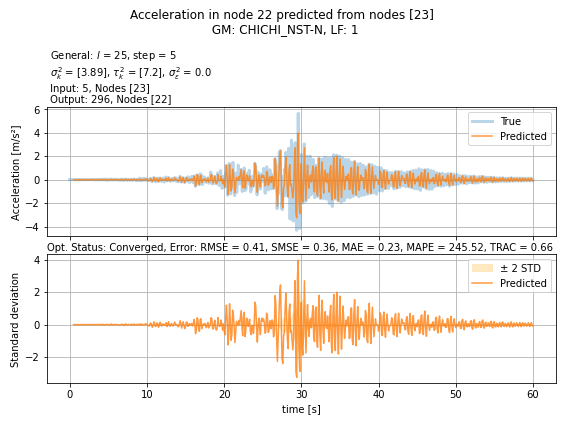 Acceleration in node 22 predicted from nodes [23]
GM: CHICHI_NST-N, LF: 1
General: l = 25, step = 5
σ²ₖ = [3.89], τ²ₖ = [7.2], σ²_ε = 0.0
Input: 5, Nodes [23]
Output: 296, Nodes [22]
Acceleration [m/s²]
6
4
2
0
−2
−4
True
Predicted
Opt. Status: Converged, Error: RMSE = 0.41, SMSE = 0.36, MAE = 0.23, MAPE = 245.52, TRAC = 0.66
Standard deviation
4
2
0
−2
± 2 STD
Predicted
0 10 20 30 40 50 60
time [s]